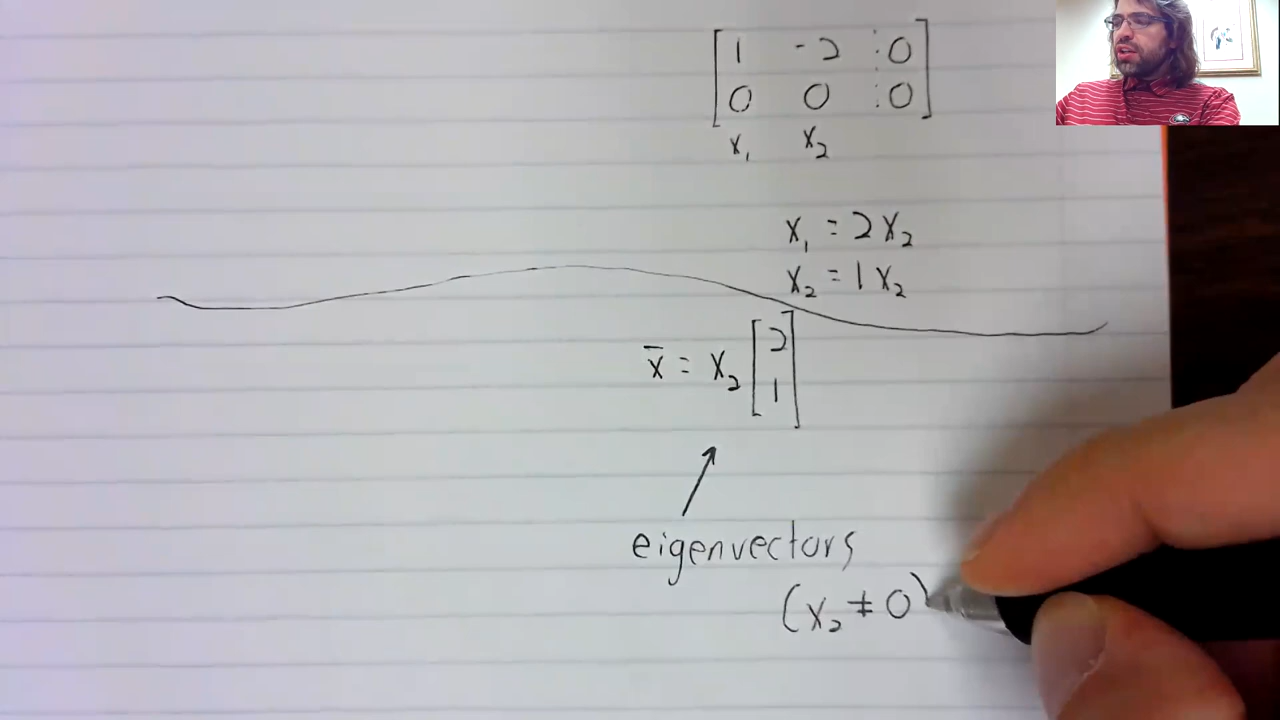 1 -2 : 0
0 0 : 0
x₁ x₂
x₁ = 2x₂
x₂ = 1x₂
x̄ = x₂ [2
1]
eigenvectors
(x₂ ≠ 0)